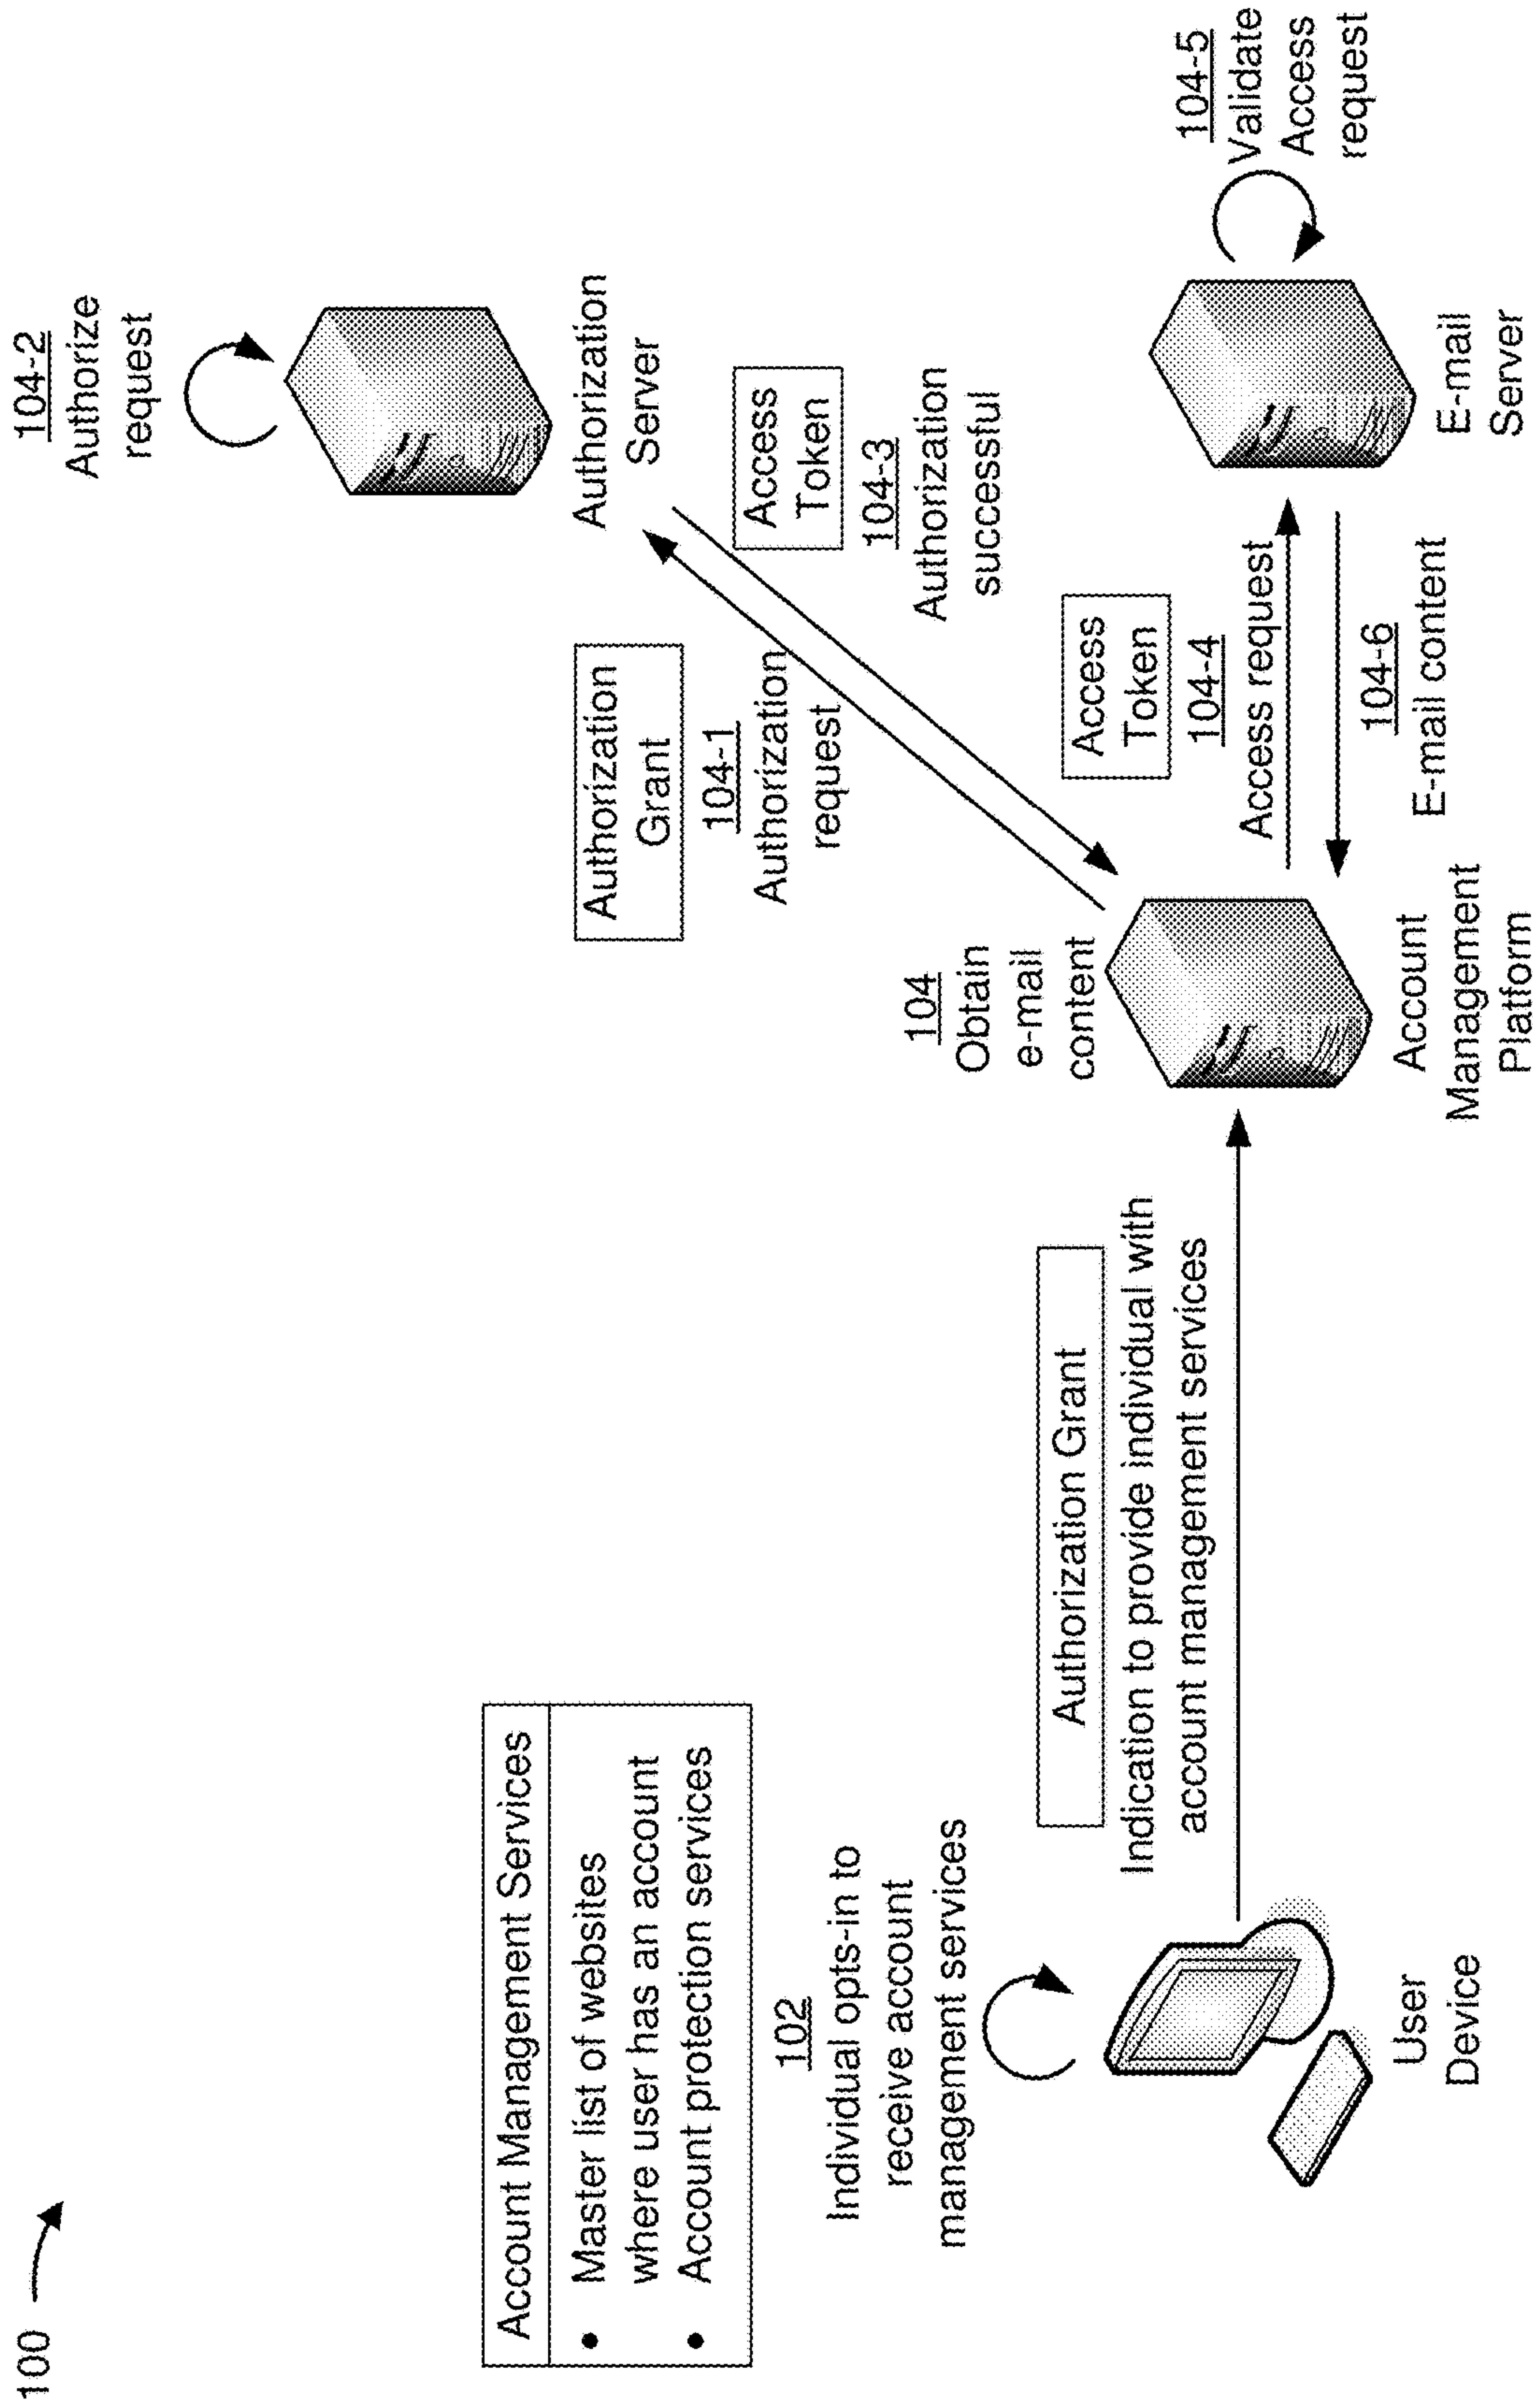 100
Account Management Services
• Master list of websites
where user has an account
• Account protection services
102
Individual opts-in to
receive account
management services
User
Device
Authorization Grant
Indication to provide individual with
account management services
104
Obtain
e-mail
content
Account
Management
Platform
Authorization
Grant
104-1
Authorization
request
104-2
Authorize
request
Authorization
Server
Access
Token
104-3
Authorization
successful
Access
Token
104-4
Access request
104-5
Validate
Access
request
E-mail
Server
104-6
E-mail content